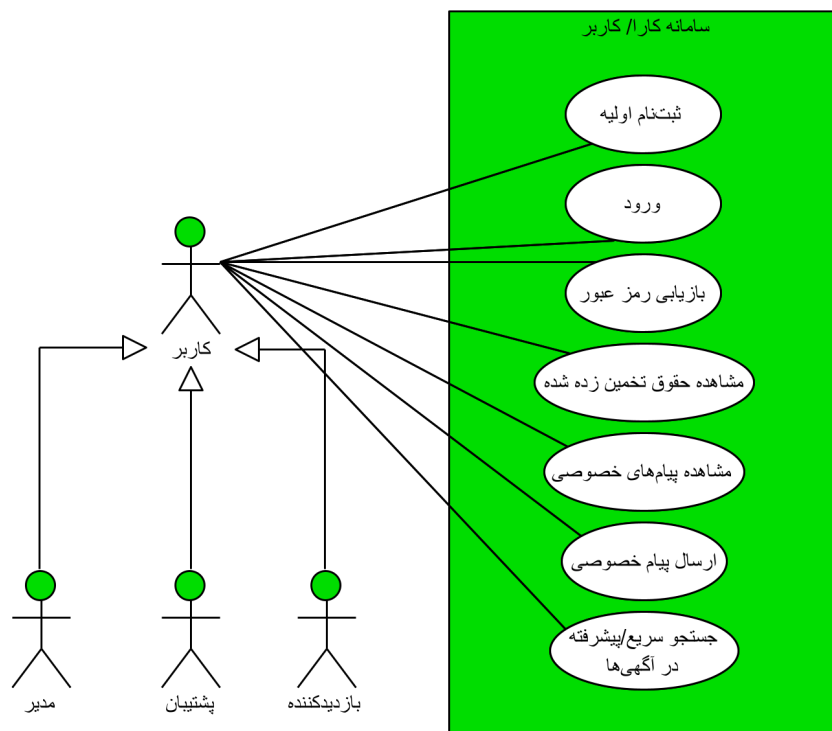 سامانه کارا/ کاربر
ثبت‌نام اولیه
ورود
بازیابی رمز عبور
کاربر
مشاهده حقوق تخمین زده شده
مشاهده پیام‌های خصوصی
ارسال پیام خصوصی
جستجو سریع/پیشرفته
در آگهی‌ها
بازدیدکننده
پشتیبان
مدیر